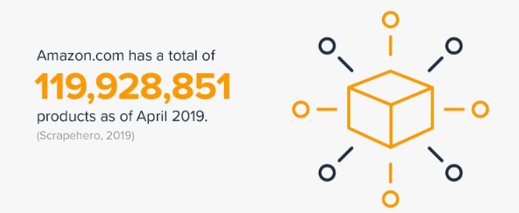 Amazon.com has a total of
119,928,851
products as of April 2019.
(Scrapehero, 2019)